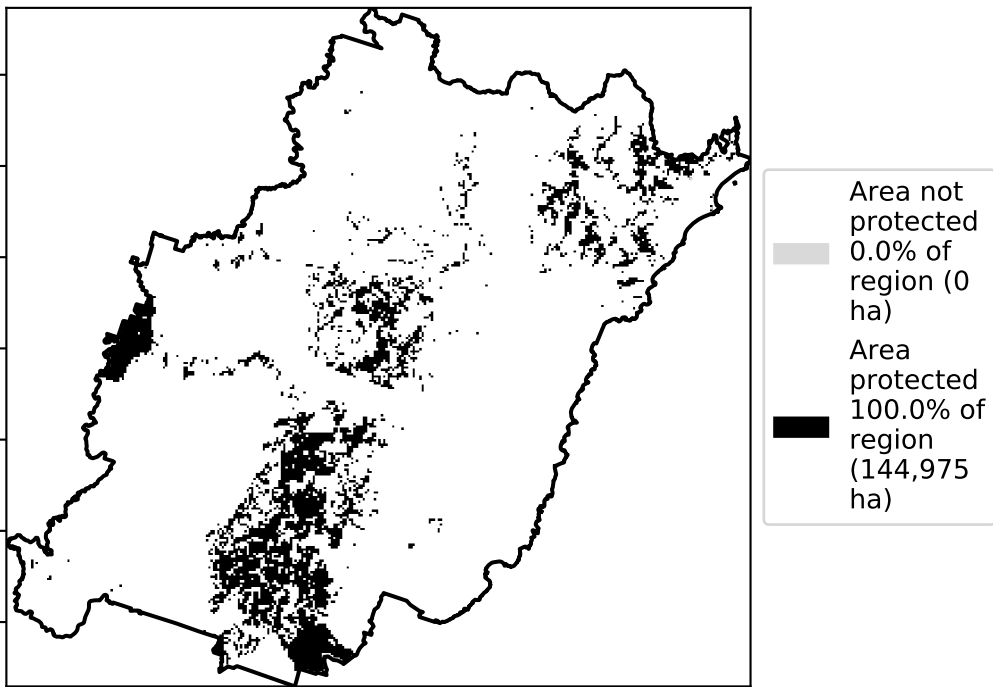 Area not
protected
0.0% of
region (0
ha)
Area
protected
100.0% of
region
(144,975
ha)